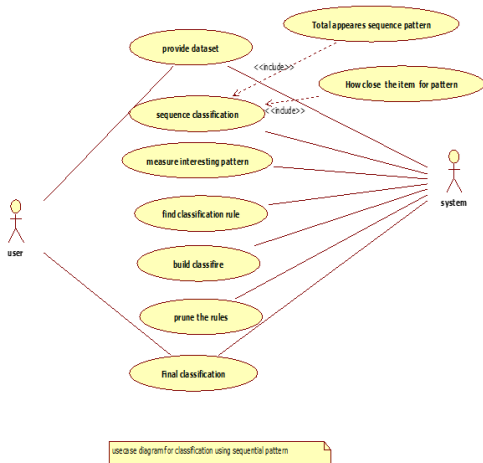 Total appeares sequence pattern
provide dataset
<<include>>
How close the item for pattern
sequence classification
<<include>>
measure interesting pattern
find classification rule
user
system
build classifire
prune the rules
Final classification
usecase diagram for classification using sequential pattern